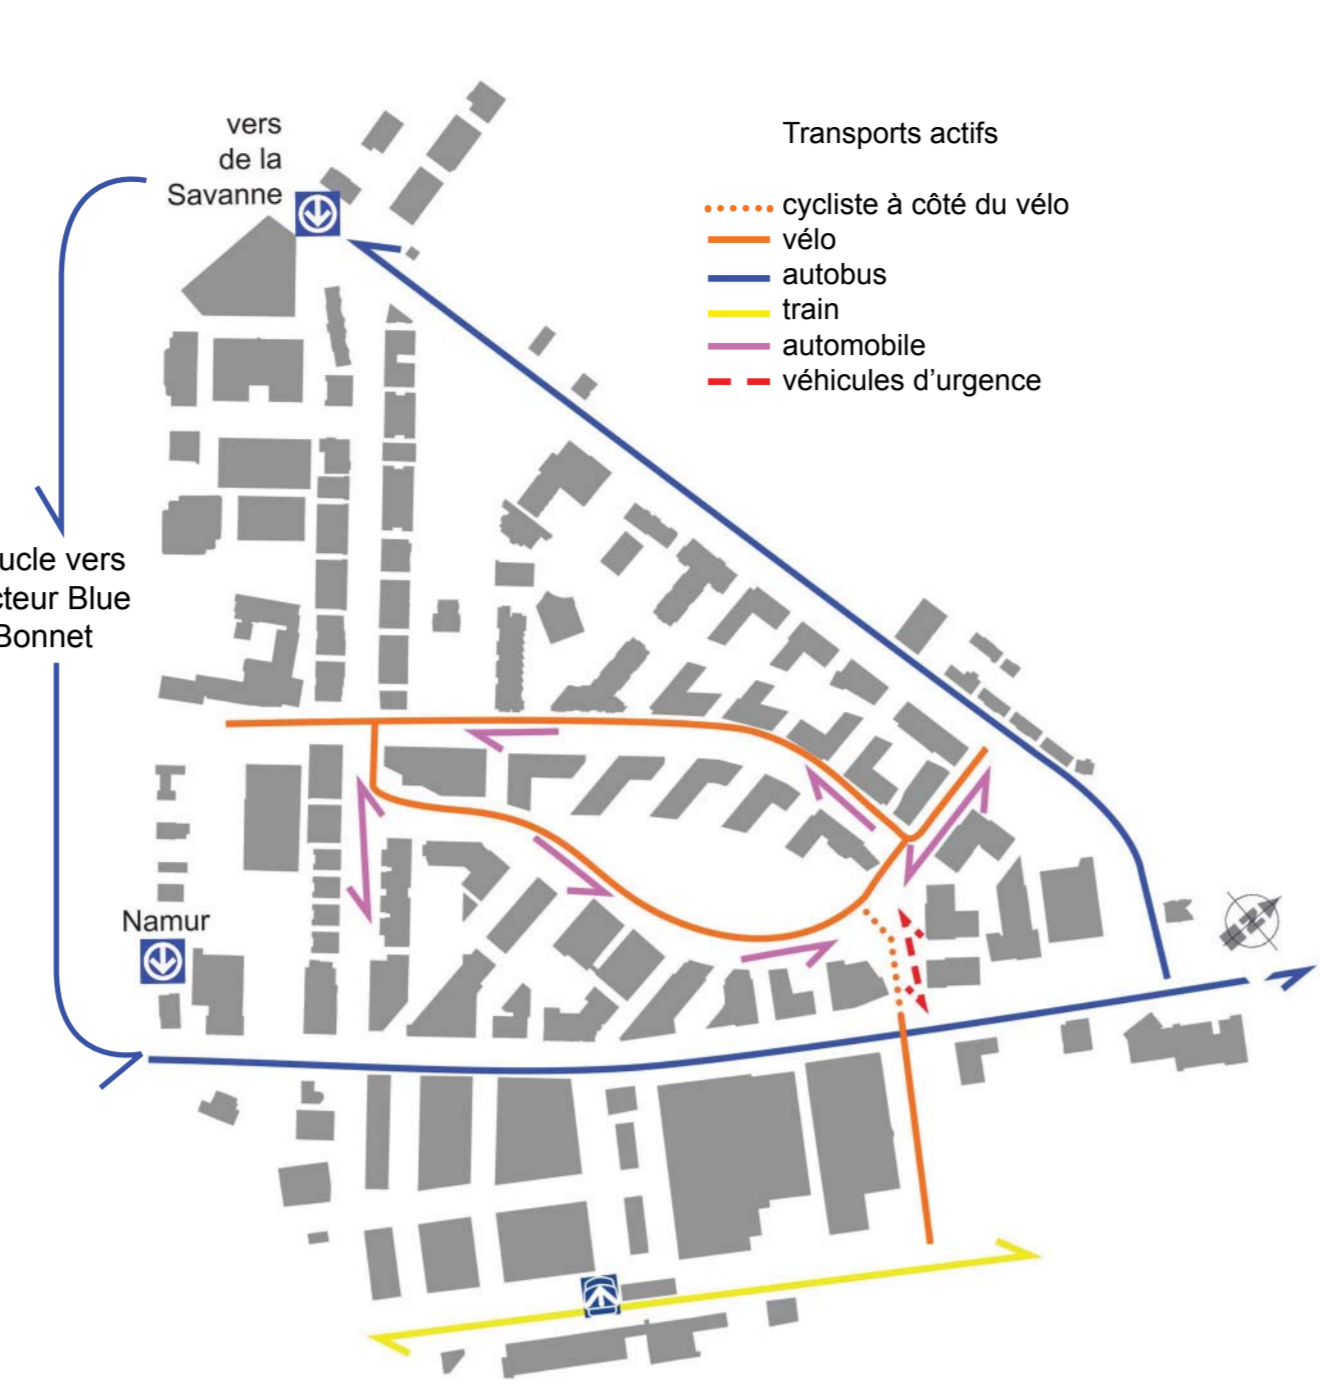 vers
de la
Savanne
Transports actifs
cycliste à côté du vélo
vélo
autobus
train
automobile
véhicules d'urgence
ucle vers
cteur Blue
Bonnet
Namur